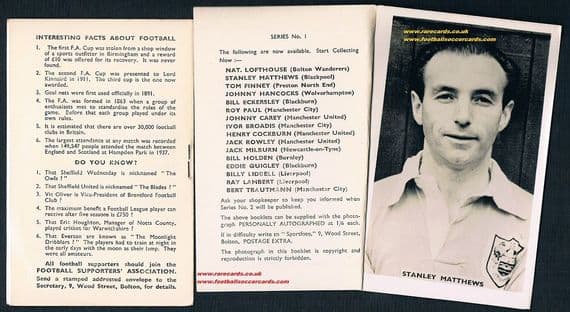 INTERESTING FACTS ABOUT FOOTBALL
1. The first F.A. Cup was stolen from a shop window
of a sports outfitter in Birmingham and a reward
of £10 was offered for its recovery. It was never
found.
2. The second F.A. Cup was presented to Lord
Kinnaird in 1911. The third cup is the one now
awarded.
3. Goal nets were first used officially in 1891.
4. The F.A. was formed in 1863 when a group of
enthusiasts met to standardise the rules of the
game. Before that each group played under its
own rules.
5. It is estimated that there are over 30,000 football
clubs in Britain.
6. The largest attendance at any match was recorded
when 149,547 people attended the match between
England and Scotland at Hampden Park in 1937.
DO YOU KNOW?
1. That Sheffield Wednesday is nicknamed "The
Owls?"
2. That Sheffield United is nicknamed "The Blades?"
3. Vic Oliver is Vice-President of Brentford Football
Club?
4. The maximum benefit a Football League player can
receive after five seasons is £750?
5. That Eric Houghton, Manager of Notts County,
played cricket for Warwickshire?
6. That Everton are known as "The Moonlight
Dribblers?" The players had to train at night in
the early days with the moon as their lamp. They
were all amateurs.
All football supporters should join the
FOOTBALL SUPPORTERS' ASSOCIATION.
Send a stamped addressed envelope to the
Secretary, 9, Wood Street, Bolton, for details.
SERIES No. 1
The following are now available. Start Collecting
Now :—
NAT. LOFTHOUSE (Bolton Wanderers)
STANLEY MATTHEWS (Blackpool)
TOM FINNEY (Preston North End)
JOHNNY HANCOCKS (Wolverhampton)
BILL ECKERSLEY (Blackburn)
ROY PAUL (Manchester City)
JOHNNY CAREY (Manchester United)
IVOR BROADIS (Manchester City)
HENRY COCKBURN (Manchester United)
JACK ROWLEY (Manchester United)
JACK MILBURN (Newcastle-on-Tyne)
BILL HOLDEN (Burnley)
EDDIE QUIGLEY (Blackburn)
BILLY LIDDELL (Liverpool)
RAY LAMBERT (Liverpool)
BERT TRAUTMANN (Manchester City)
Ask your shopkeeper to keep you informed when
Series No. 2 will be published.
The above booklets can be supplied with the photo-
graph PERSONALLY AUTOGRAPHED at 1/6 each.
If in difficulty write to "Sportfoto," 9, Wood Street,
Bolton, POSTAGE EXTRA.
The photograph in this booklet is copyright and
reproduction is strictly forbidden.
www.rarecards.co.uk
www.footballsoccercards.com
www.rarecards.co.uk
www.footballsoccercards.com
STANLEY MATTHEWS